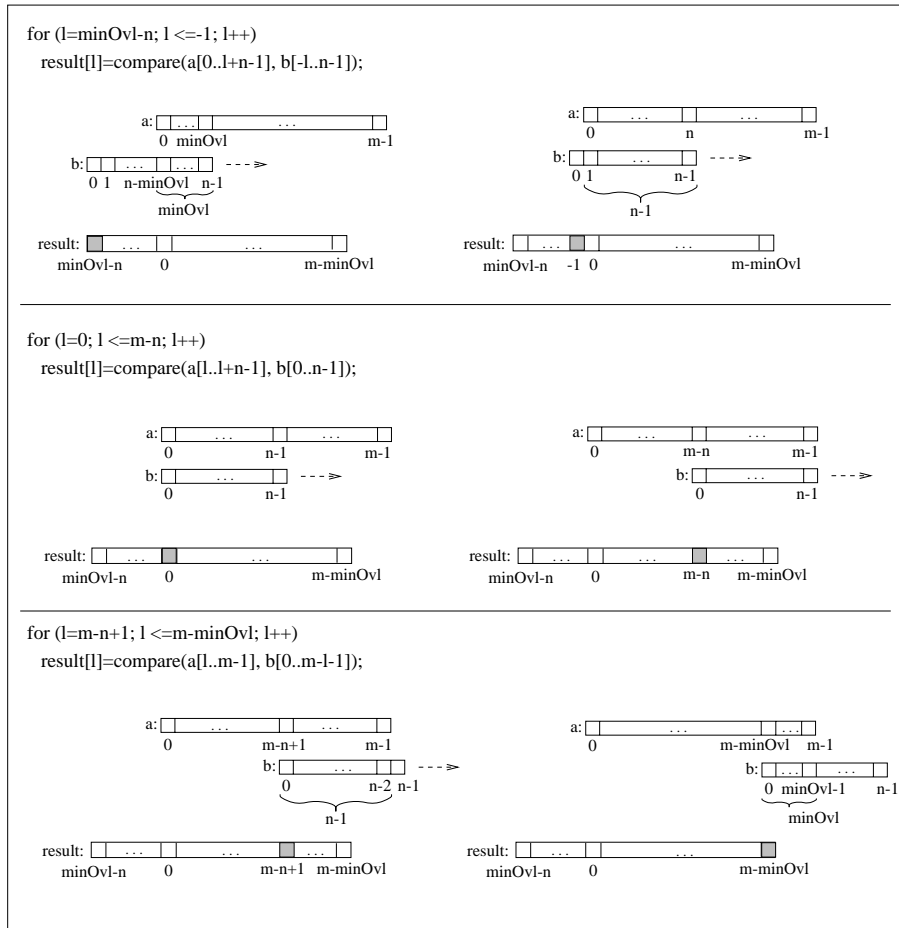 for (l=minOvl-n; l <=-1; l++)
result[l]=compare(a[0..l+n-1], b[-l..n-1]);
a: ... ...
0 minOvl m-1
b: ... ...
0 1 n-minOvl n-1
minOvl
result: ... ...
minOvl-n 0 m-minOvl
a: ... ...
0 n m-1
b: ...
0 1 n-1
n-1
result: ... ...
minOvl-n -1 0 m-minOvl
for (l=0; l <=m-n; l++)
result[l]=compare(a[l..l+n-1], b[0..n-1]);
a: ... ...
0 n-1 m-1
b: ...
0 n-1
result: ... ...
minOvl-n 0 m-minOvl
a: ... ...
0 m-n m-1
b: ...
0 n-1
result: ... ... ...
minOvl-n 0 m-n m-minOvl
for (l=m-n+1; l <=m-minOvl; l++)
result[l]=compare(a[l..m-1], b[0..m-l-1]);
a: ... ...
0 m-n+1 m-1
b: ...
0 n-2 n-1
n-1
result: ... ... ...
minOvl-n 0 m-n+1 m-minOvl
a: ... ...
0 m-minOvl m-1
b: ... ...
0 minOvl-1 n-1
minOvl
result: ... ...
minOvl-n 0 m-minOvl